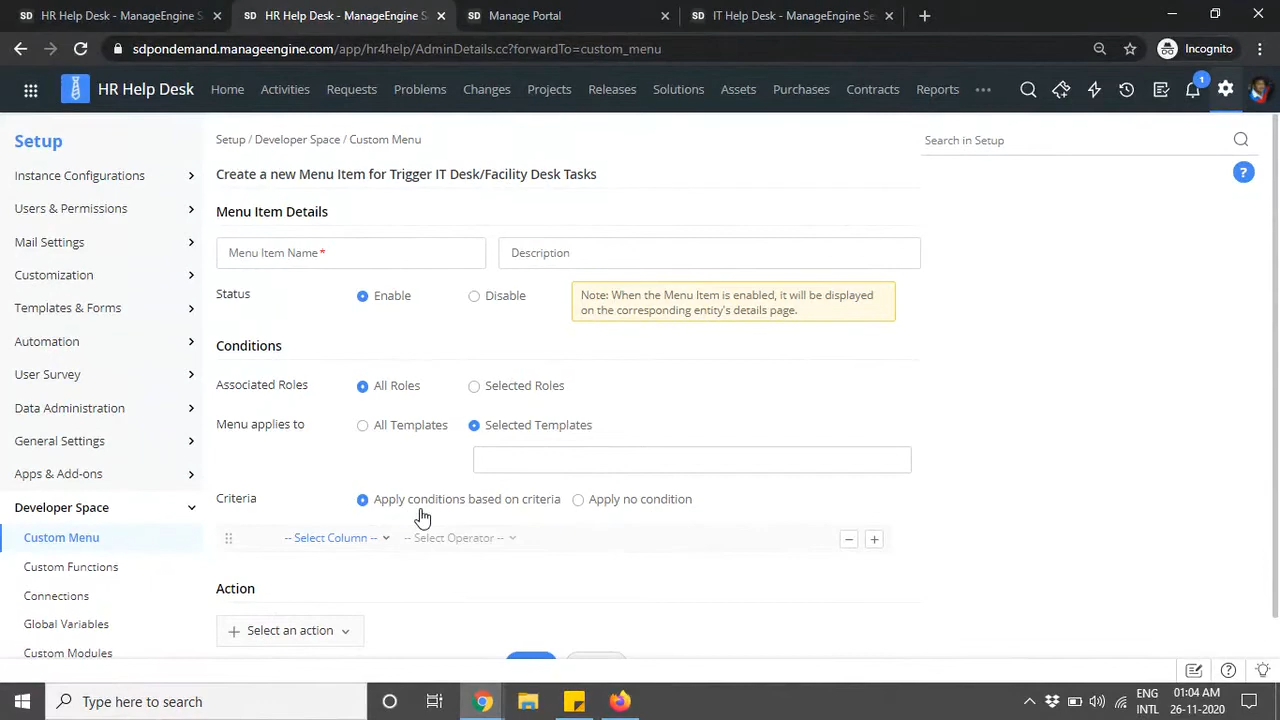 HR Help Desk - ManageEngine S
HR Help Desk - ManageEngine S
SD Manage Portal
SD IT Help Desk - ManageEngine Se
sdpondemand.manageengine.com/app/hr4help/AdminDetails.cc?forwardTo=custom_menu
Incognito
HR Help Desk Home Activities Requests Problems Changes Projects Releases Solutions Assets Purchases Contracts Reports
1
Setup
Instance Configurations
Users & Permissions
Mail Settings
Customization
Templates & Forms
Automation
User Survey
Data Administration
General Settings
Apps & Add-ons
Developer Space
Custom Menu
Custom Functions
Connections
Global Variables
Custom Modules
Setup / Developer Space / Custom Menu
Search in Setup
?
Create a new Menu Item for Trigger IT Desk/Facility Desk Tasks
Menu Item Details
Menu Item Name* Description
Status Enable Disable
Note: When the Menu Item is enabled, it will be displayed
on the corresponding entity's details page.
Conditions
Associated Roles All Roles Selected Roles
Menu applies to All Templates Selected Templates
Criteria Apply conditions based on criteria Apply no condition
-- Select Column -- -- Select Operator --
Action
Select an action
Type here to search
ENG
INTL
01:04 AM
26-11-2020